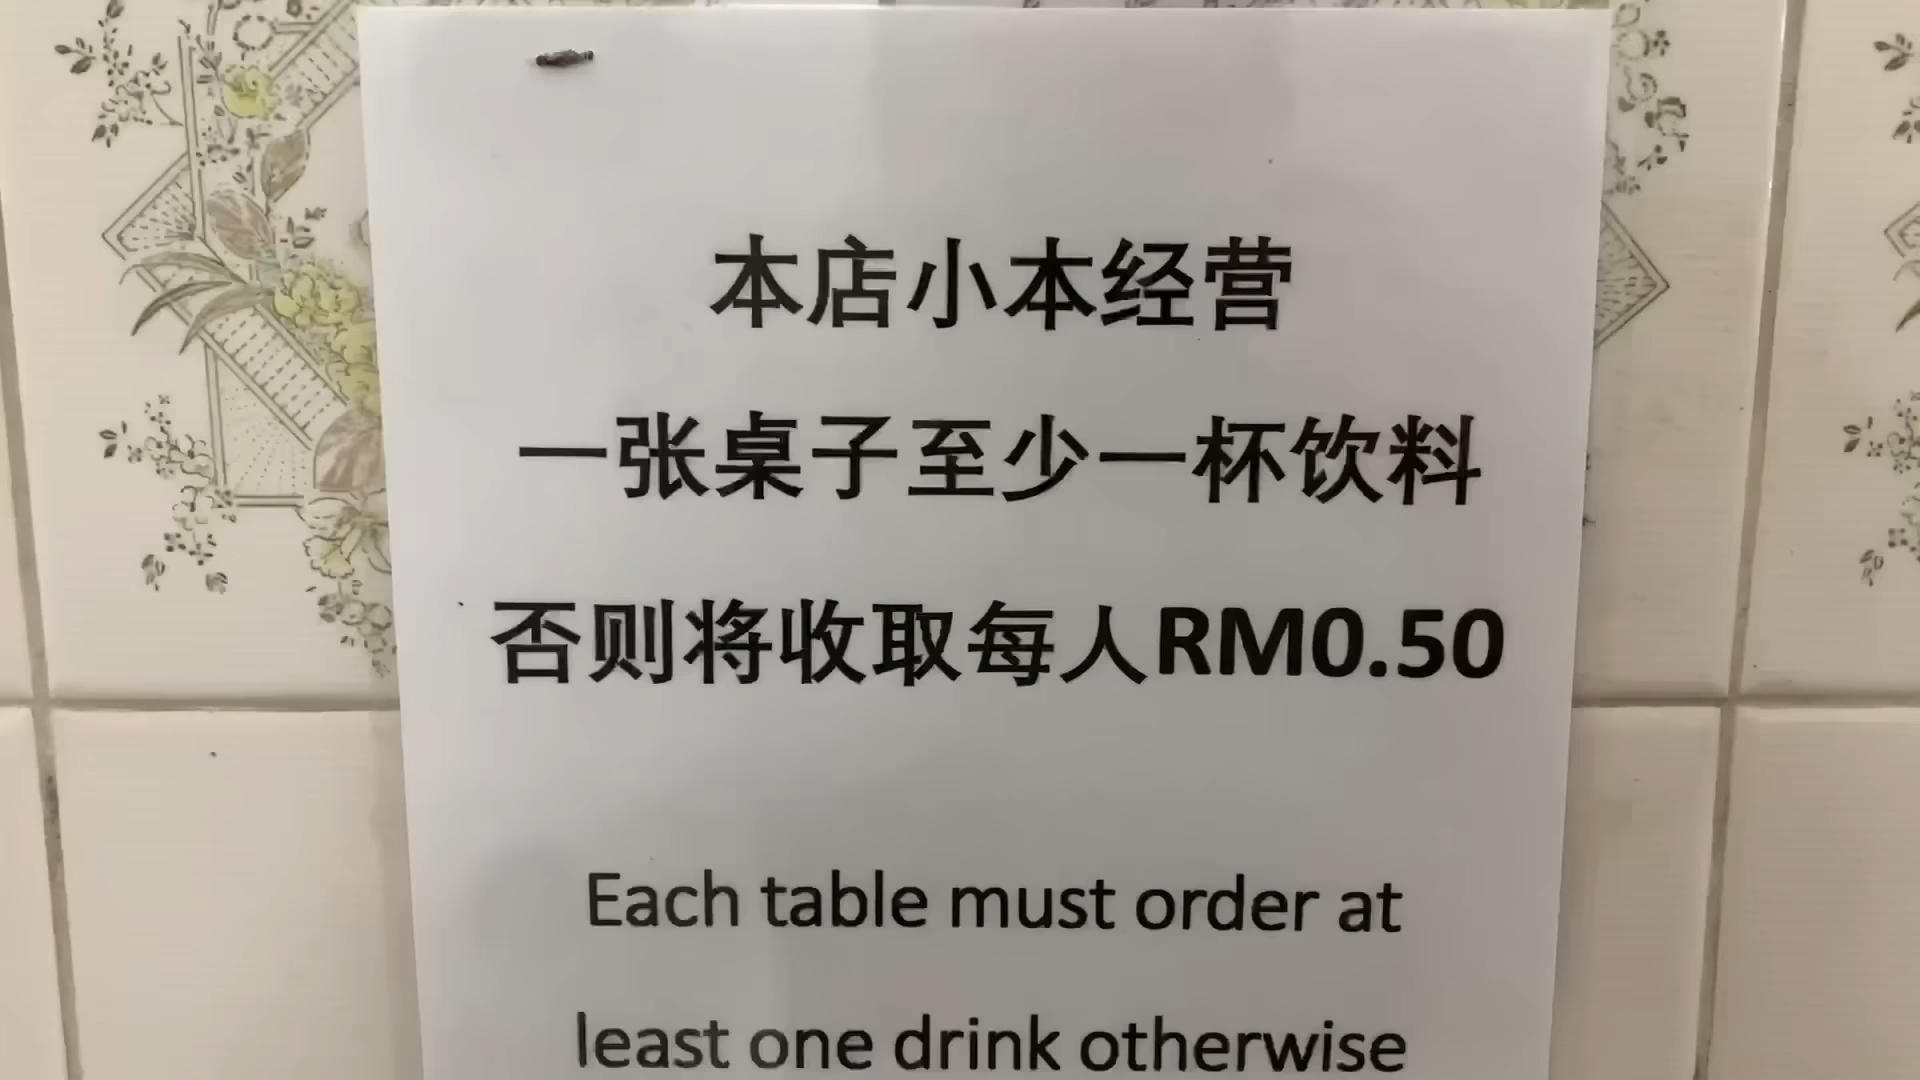 本店小本经营
一张桌子至少一杯饮料
否则将收取每人RM0.50
Each table must order at
least one drink otherwise